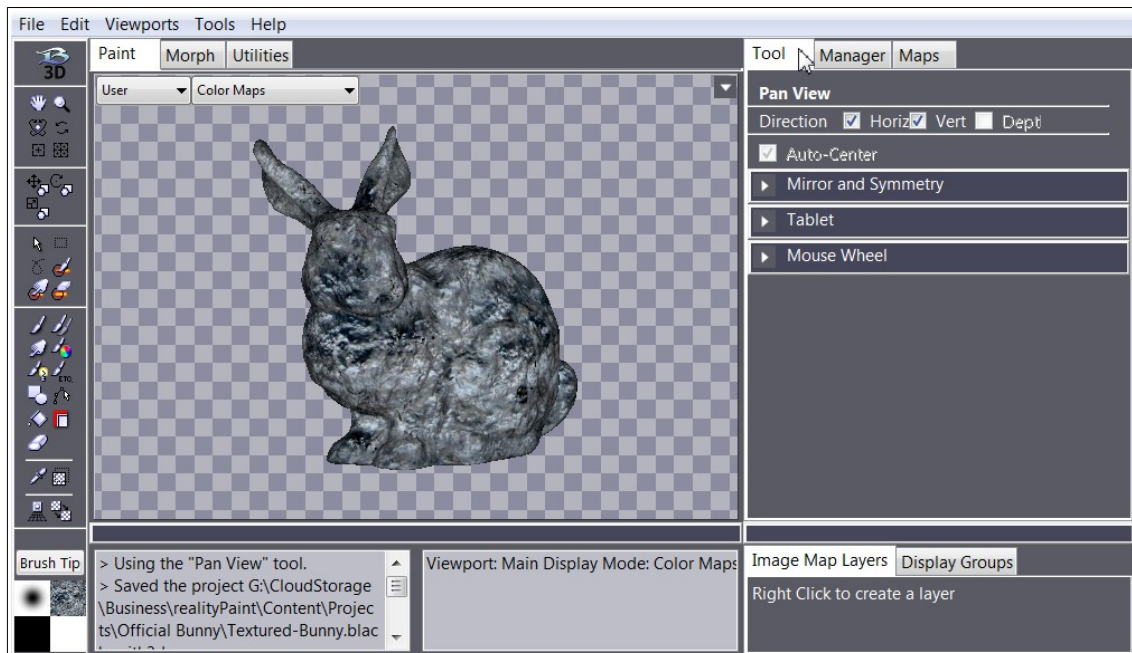 File Edit Viewports Tools Help
B
3D
Paint Morph Utilities
Tool Manager Maps
User Color Maps
Pan View
Direction Horiz Vert Dept
Auto-Center
Mirror and Symmetry
Tablet
Mouse Wheel
ETC.
Brush Tip
> Using the "Pan View" tool.
> Saved the project G:\CloudStorage
\Business\realityPaint\Content\Projec
ts\Official Bunny\Textured-Bunny.blac
Viewport: Main Display Mode: Color Maps
Image Map Layers Display Groups
Right Click to create a layer